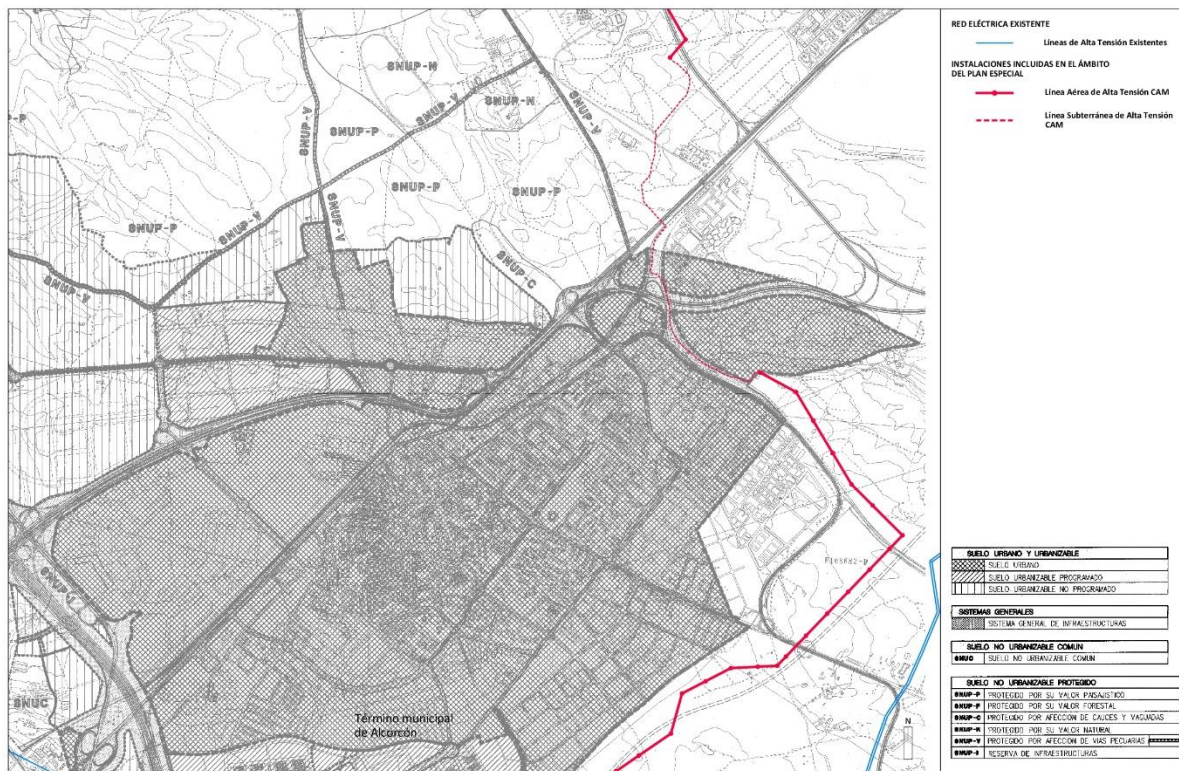 SNUP-N
SNUP-V
SNUP-N
SNUP-V
SNUP-A
SNUP-P
SNUP-P
SNUP-P
SNUP-P
SNUP-V
SNUP-V
SNUP-C
SNUP-V
SNUP-V
SNUC
Término municipal
de Alcorcón
N
RED ELÉCTRICA EXISTENTE
Líneas de Alta Tensión Existentes
INSTALACIONES INCLUIDAS EN EL ÁMBITO
DEL PLAN ESPECIAL
Línea Aérea de Alta Tensión CAM
Línea Subterránea de Alta Tensión
CAM
SUELO URBANO Y URBANIZABLE
SUELO URBANO
SUELO URBANIZABLE PROGRAMADO
SUELO URBANIZABLE NO PROGRAMADO
SISTEMAS GENERALES
SISTEMA GENERAL DE INFRAESTRUCTURAS
SUELO NO URBANIZABLE COMUN
SNUC SUELO NO URBANIZABLE COMUN
SUELO NO URBANIZABLE PROTEGIDO
SNUP-P PROTEGIDO POR SU VALOR PAISAJISTICO
SNUP-F PROTEGIDO POR SU VALOR FORESTAL
SNUP-C PROTEGIDO POR AFECCION DE CAUCES Y VAGUADAS
SNUP-N PROTEGIDO POR SU VALOR NATURAL
SNUP-V PROTEGIDO POR AFECCION DE VIAS PECUARIAS
SNUP-I RESERVA DE INFRAESTRUCTURAS